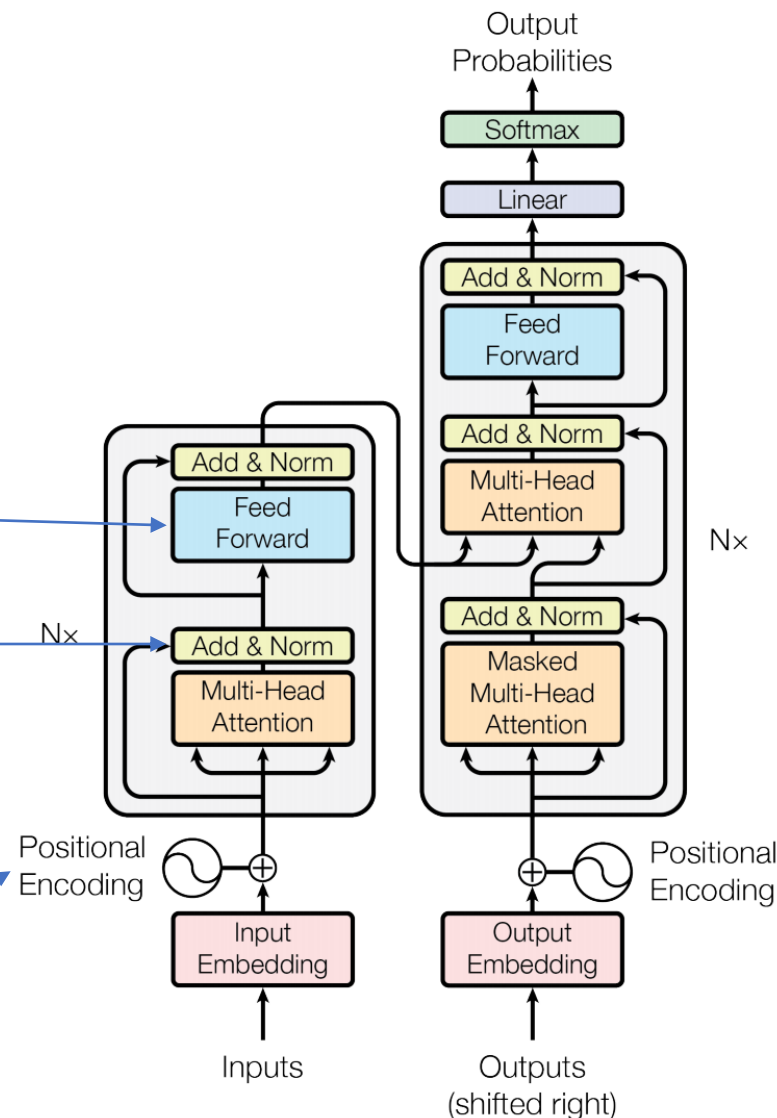 Output
Probabilities
Softmax
Linear
Add & Norm
Feed
Forward
Add & Norm
Multi-Head
Attention
Nx
Add & Norm
Masked
Multi-Head
Attention
Add & Norm
Feed
Forward
Nx
Add & Norm
Multi-Head
Attention
Positional
Encoding
Positional
Encoding
Input
Embedding
Output
Embedding
Inputs
Outputs
(shifted right)